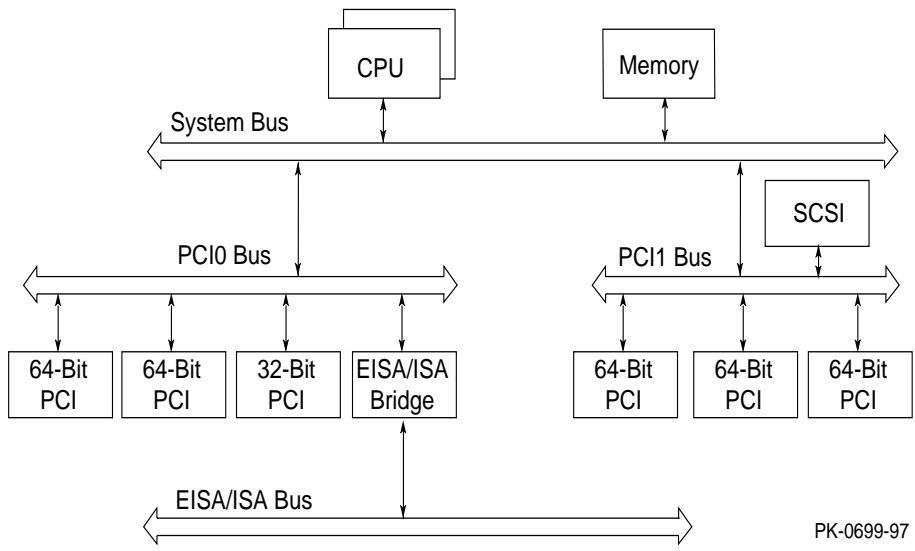 CPU
Memory
System Bus
SCSI
PCI0 Bus
PCI1 Bus
64-Bit
PCI
64-Bit
PCI
32-Bit
PCI
EISA/ISA
Bridge
64-Bit
PCI
64-Bit
PCI
64-Bit
PCI
EISA/ISA Bus
PK-0699-97